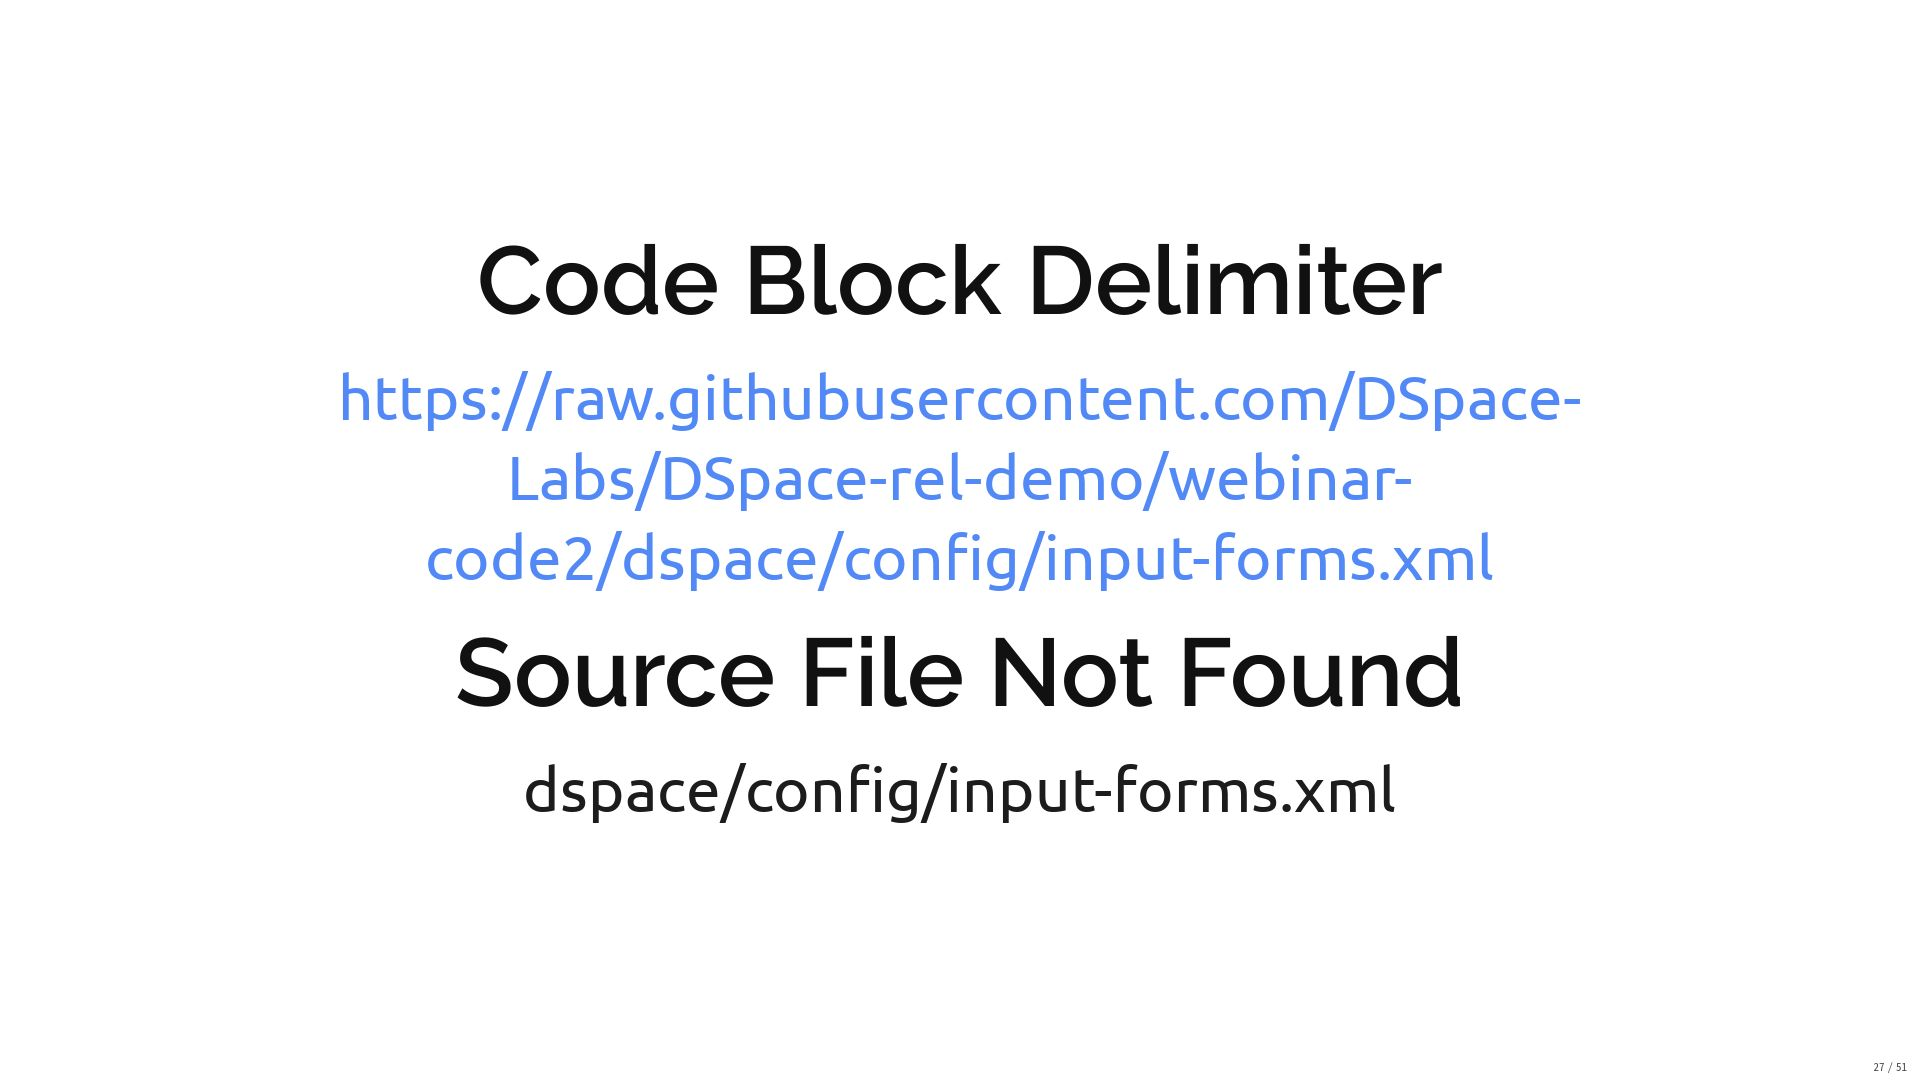 Code Block Delimiter
https://raw.githubusercontent.com/DSpace-
Labs/DSpace-rel-demo/webinar-
code2/dspace/config/input-forms.xml
Source File Not Found
dspace/config/input-forms.xml
27 / 51